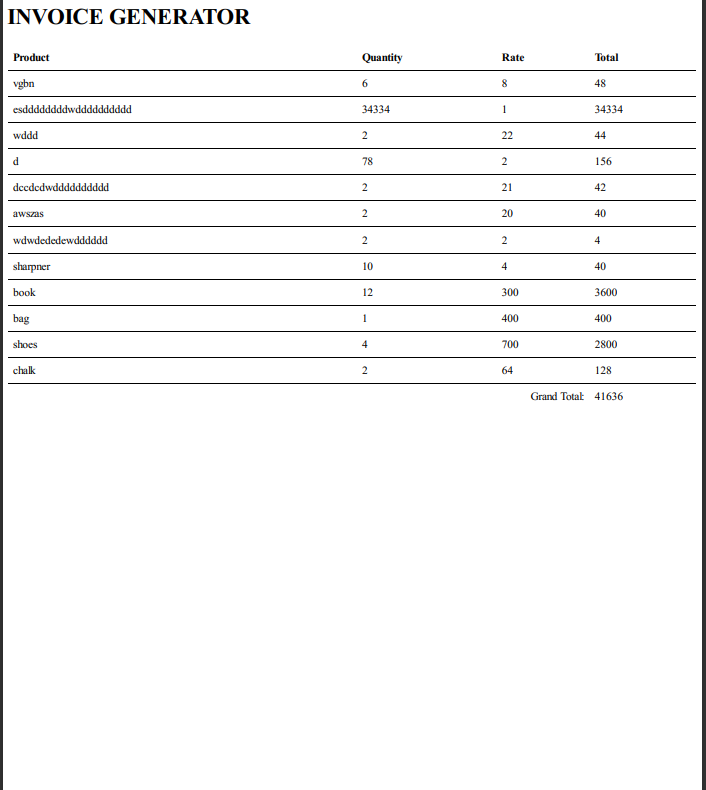 INVOICE GENERATOR
Product Quantity Rate Total
vgbn 6 8 48
esddddddddwdddddddddd 34334 1 34334
wddd 2 22 44
d 78 2 156
dccdcdwdddddddddd 2 21 42
awszas 2 20 40
wdwdededewdddddd 2 2 4
sharpner 10 4 40
book 12 300 3600
bag 1 400 400
shoes 4 700 2800
chalk 2 64 128
Grand Total: 41636